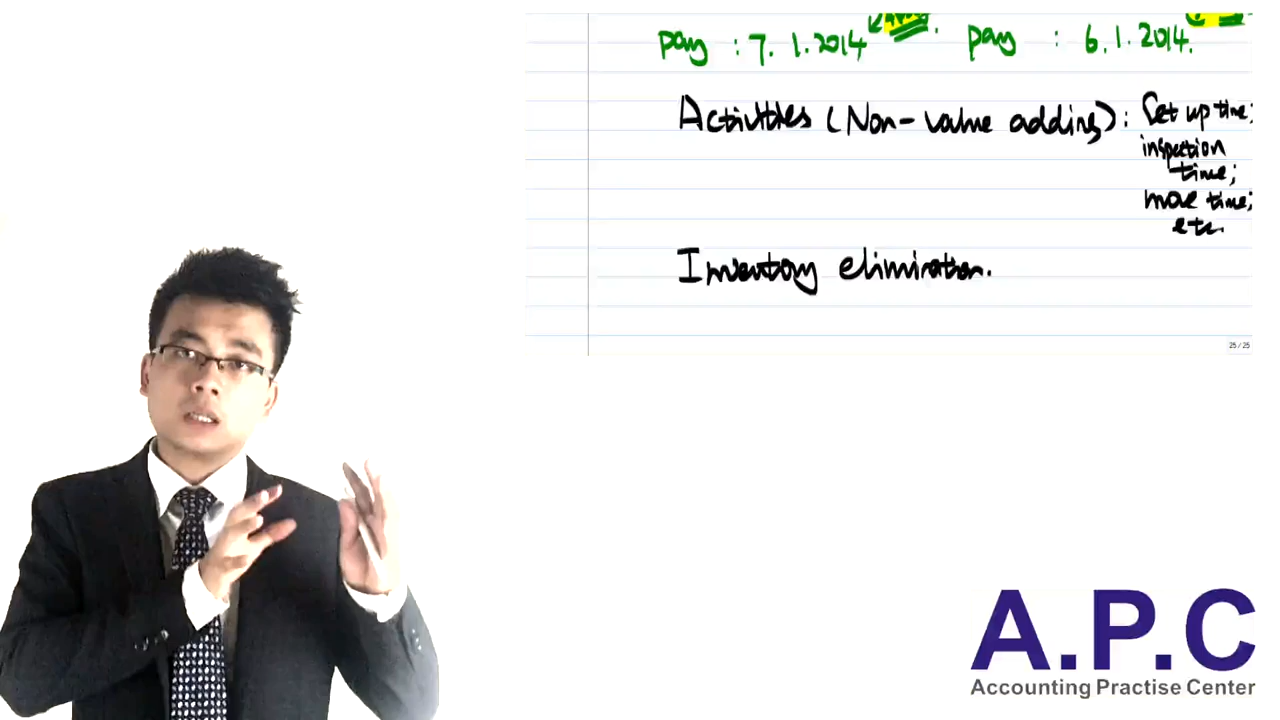 pay : 7. 1. 2014 pay : 6. 1. 2014.
Activities (Non-value adding) : Set up time;
inspection
time;
move time;
etc.
Inventory elimination.
25 / 25
A.P.C
Accounting Practise Center